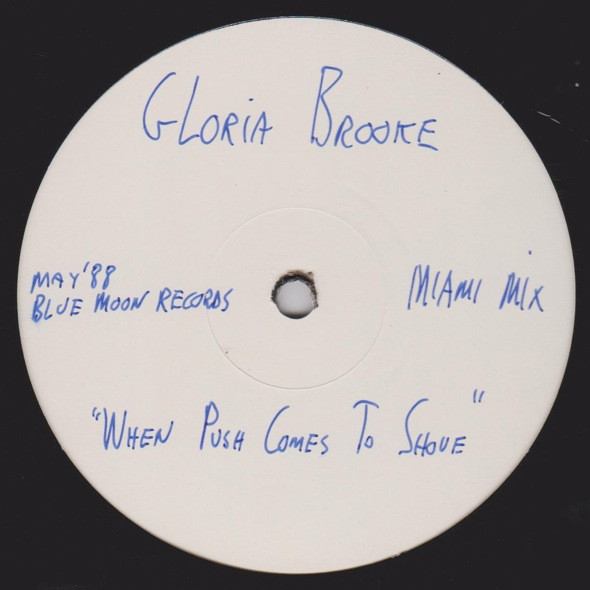 GLoriA BROOKE
MAY '88
BLUE MOON RECORDS
MIAMI Mix
"WHEN PUSH COMES TO SHOVE"